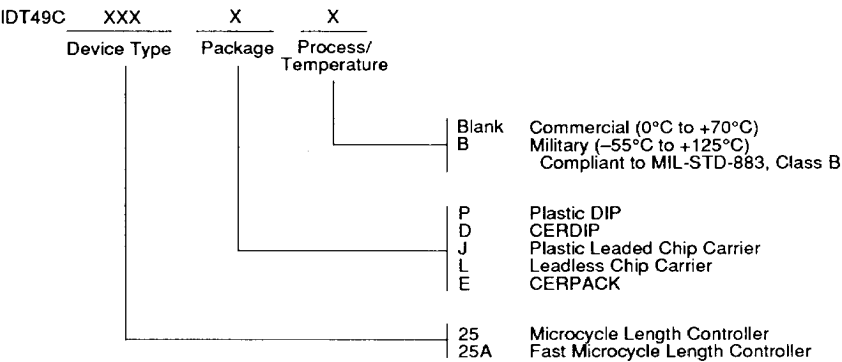 IDT49C XXX X X
Device Type Package Process/
Temperature
Blank Commercial (0°C to +70°C)
B Military (–55°C to +125°C)
Compliant to MIL-STD-883, Class B
P Plastic DIP
D CERDIP
J Plastic Leaded Chip Carrier
L Leadless Chip Carrier
E CERPACK
25 Microcycle Length Controller
25A Fast Microcycle Length Controller